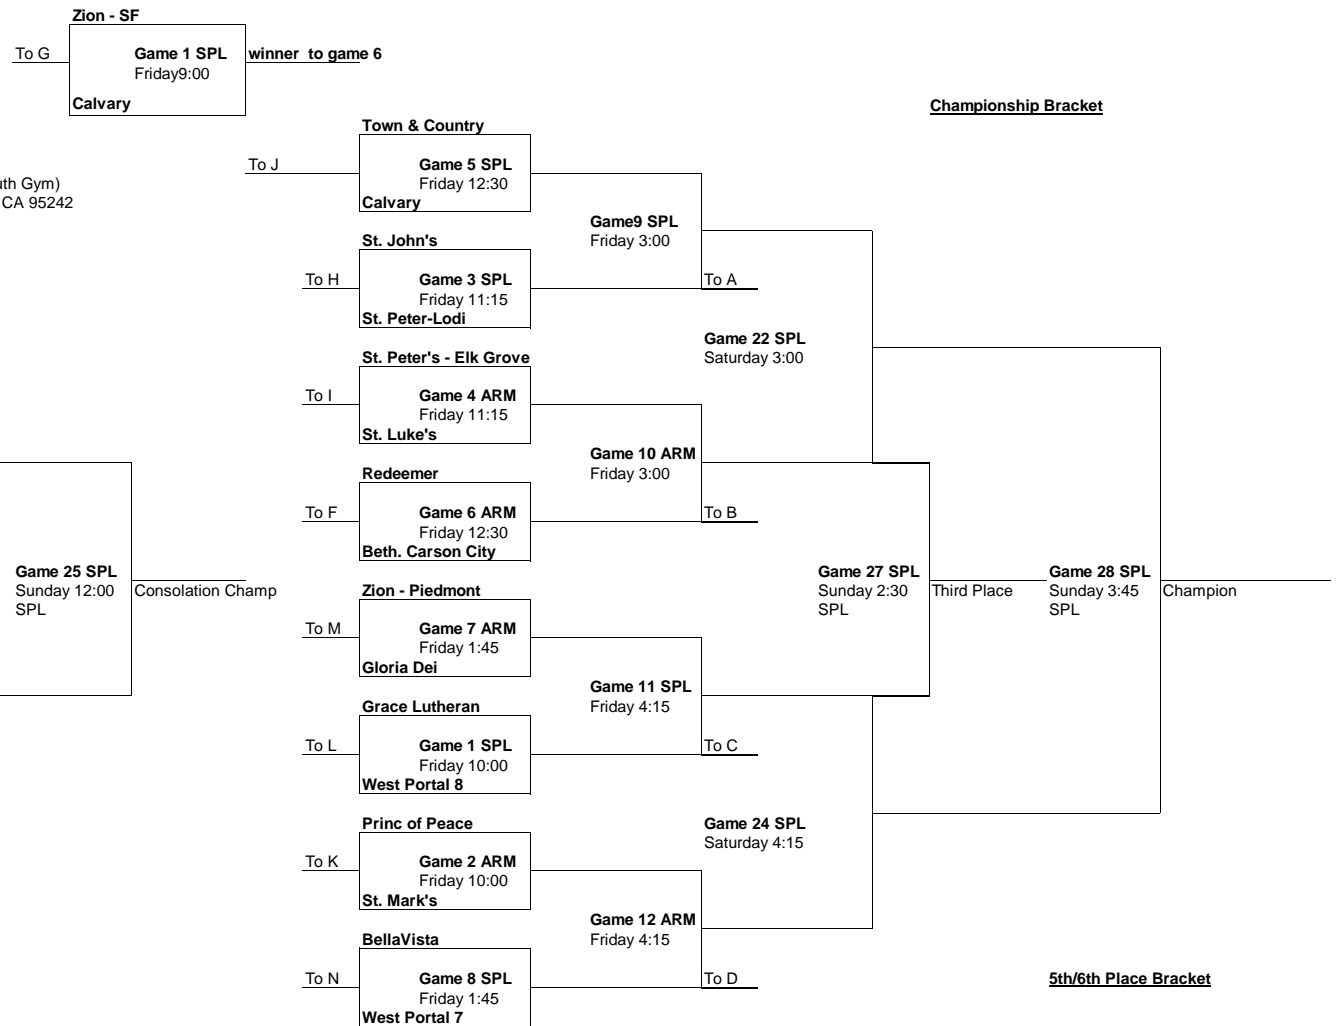 Zion - SF
To G
Game 1 SPL
winner  to game 6
Friday9:00
Calvary
Championship Bracket
Town & Country
To J
Game 5 SPL
Friday 12:30
uth Gym)
CA 95242
Calvary
Game9 SPL
Friday 3:00
St. John's
To H
Game 3 SPL
To A
Friday 11:15
St. Peter-Lodi
Game 22 SPL
Saturday 3:00
St. Peter's - Elk Grove
To I
Game 4 ARM
Friday 11:15
St. Luke's
Game 10 ARM
Friday 3:00
Redeemer
To F
Game 6 ARM
To B
Friday 12:30
Beth. Carson City
Game 25 SPL
Sunday 12:00
SPL
Consolation Champ
Game 27 SPL
Sunday 2:30
SPL
Third Place
Game 28 SPL
Sunday 3:45
SPL
Champion
Zion - Piedmont
To M
Game 7 ARM
Friday 1:45
Gloria Dei
Game 11 SPL
Friday 4:15
Grace Lutheran
To L
Game 1 SPL
To C
Friday 10:00
West Portal 8
Princ of Peace
Game 24 SPL
Saturday 4:15
To K
Game 2 ARM
Friday 10:00
St. Mark's
Game 12 ARM
Friday 4:15
BellaVista
To N
Game 8 SPL
To D
5th/6th Place Bracket
Friday 1:45
West Portal 7